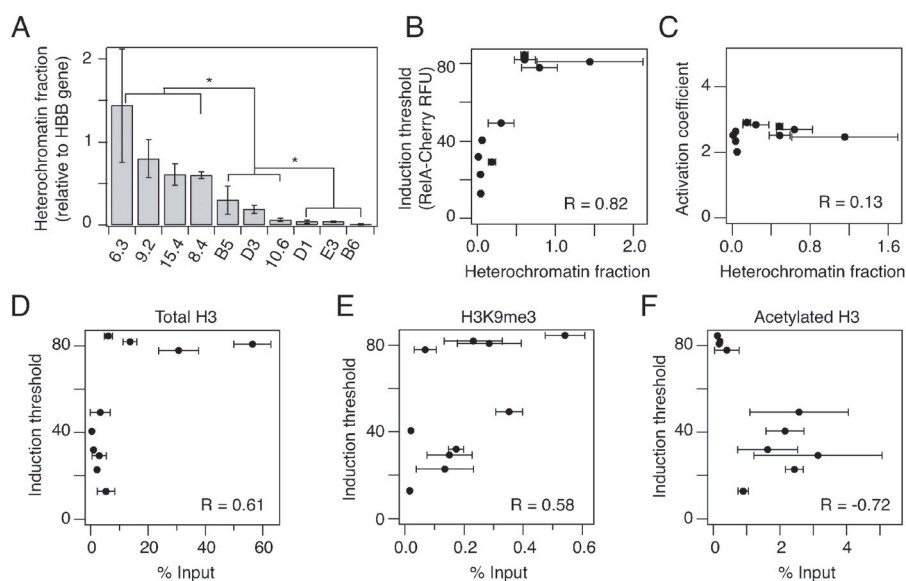 A
Heterochromatin fraction
(relative to HBB gene)
2
1
0
*
*
6.3
9.2
15.4
8.4
B5
D3
10.6
D1
E3
B6
B
Induction threshold
(RelA-Cherry RFU)
80
40
0
R = 0.82
0.0
1.0
2.0
Heterochromatin fraction
C
Activation coefficient
4
2
0
R = 0.13
0.0
0.8
1.6
Heterochromatin fraction
D
Total H3
Induction threshold
80
40
0
R = 0.61
0
20
40
60
% Input
E
H3K9me3
Induction threshold
80
40
0
R = 0.58
0.0
0.2
0.4
0.6
% Input
F
Acetylated H3
Induction threshold
80
40
0
R = -0.72
0
2
4
% Input